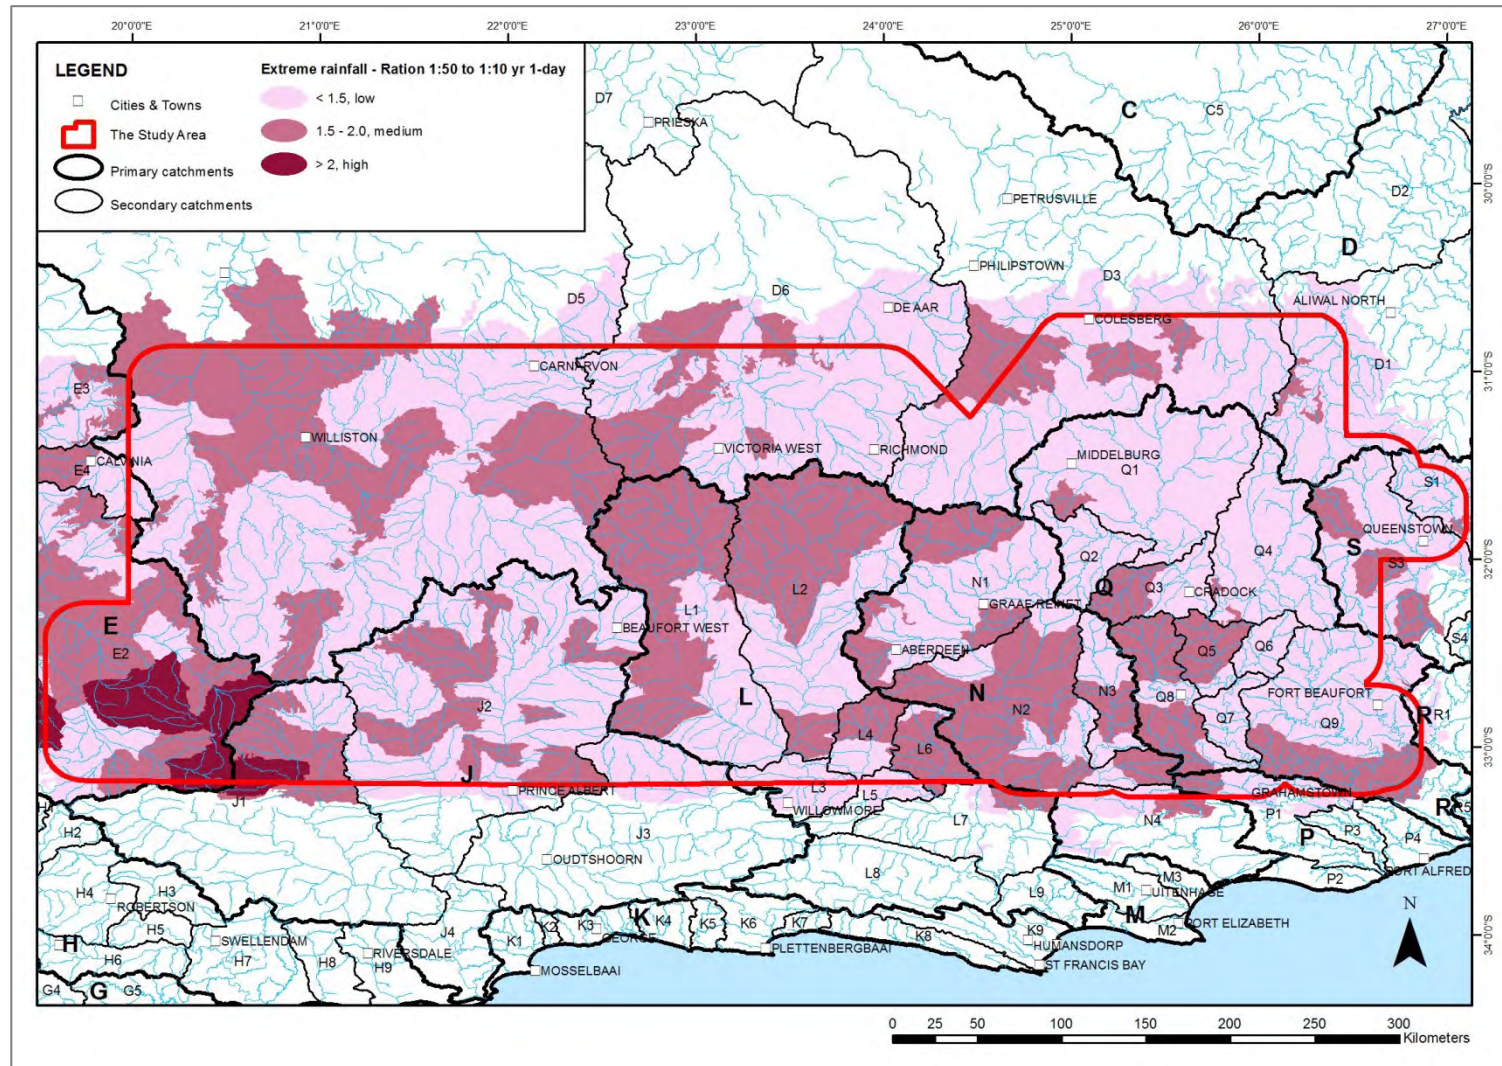 20°0'0"E
21°0'0"E
22°0'0"E
23°0'0"E
24°0'0"E
25°0'0"E
26°0'0"E
27°0'0"E
LEGEND
Cities & Towns
The Study Area
Primary catchments
Secondary catchments
Extreme rainfall - Ration 1:50 to 1:10 yr 1-day
< 1.5, low
1.5 - 2.0, medium
> 2, high
D7
PRIESKA
C
C5
D2
30°0'0"S
PETRUSVILLE
D
PHILIPSTOWN
D3
D5
D6
DE AAR
ALIWAL NORTH
COLESBERG
E3
CARNARVON
D1
31°0'0"S
WILLISTON
VICTORIA WEST
RICHMOND
MIDDELBURG
Q1
CALVINIA
E4
S1
QUEENSTOWN
S
Q2
Q4
S3
32°0'0"S
N1
Q
Q3
CRADOCK
L2
L1
GRAAF REINET
E
BEAUFORT WEST
E2
ABERDEEN
Q5
Q6
S4
L
N
N3
Q8
FORT BEAUFORT
J2
N2
Q7
Q9
R
R1
L4
L6
33°0'0"S
J
J1
PRINCE ALBERT
L3
L5
WILLOWMORE
GRAHAMSTOWN
H1
H2
J3
L7
N4
P1
P
P3
P4
R
R5
OUDTSHOORN
L8
PORT ALFRED
H4
H3
ROBERTSON
L9
M1
M3
UITENHAGE
P2
H5
H
H6
SWELLENDAM
H7
H8
RIVERSDALE
H9
J4
K1
K2
K3
GEORGE
K
K4
K5
K6
K7
K8
K9
M
M2
PORT ELIZABETH
PLETTENBERGBAAI
HUMANSDORP
ST FRANCIS BAY
MOSSELBAAI
34°0'0"S
G4
G
G5
N
0 25 50 100 150 200 250 300
Kilometers